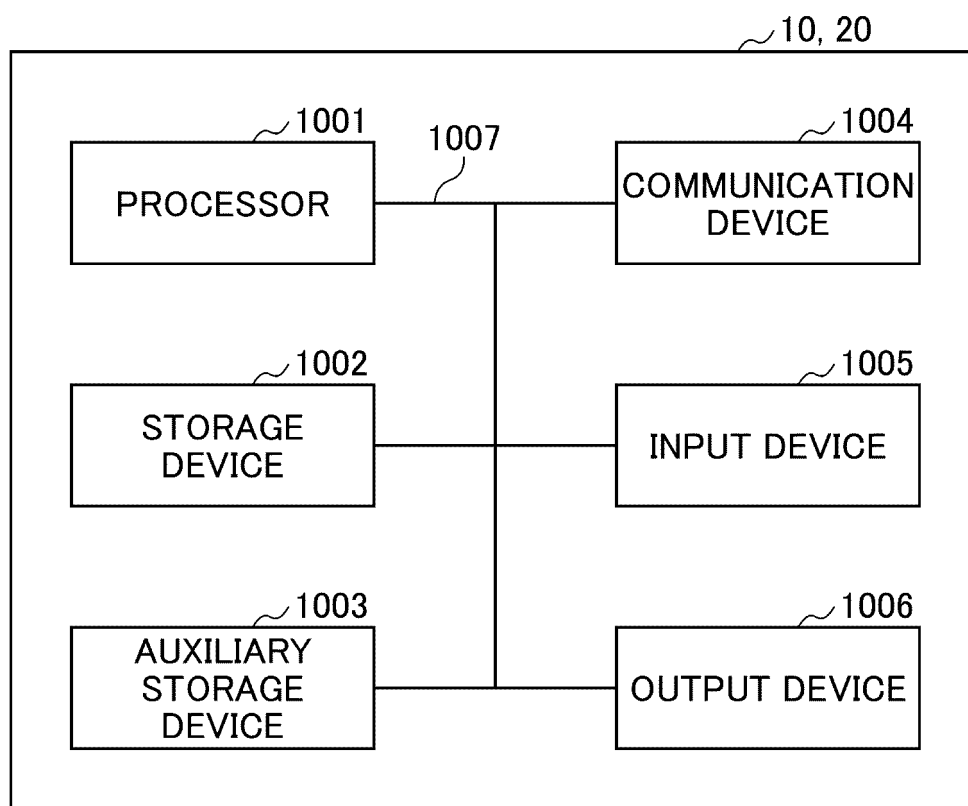 10, 20
1001
PROCESSOR
1007
1004
COMMUNICATION
DEVICE
1002
STORAGE
DEVICE
1005
INPUT DEVICE
1003
AUXILIARY
STORAGE
DEVICE
1006
OUTPUT DEVICE